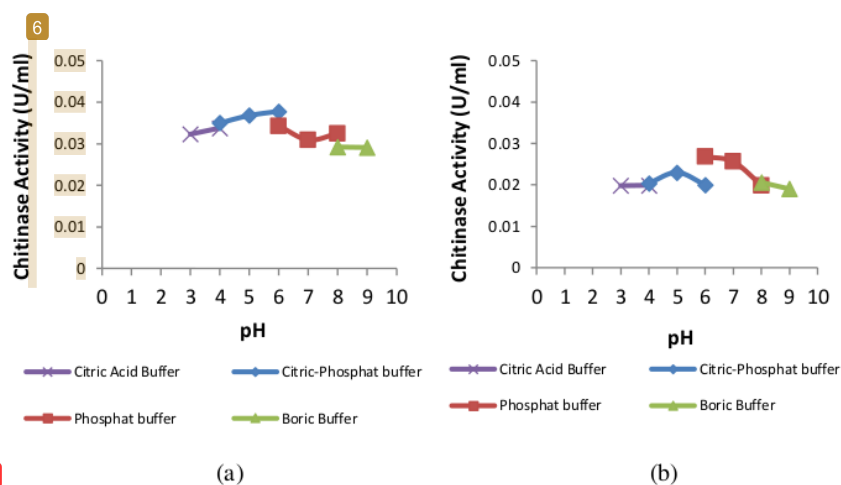 6
Chitinase Activity (U/ml)
0.05
0.04
0.03
0.02
0.01
0
0 1 2 3 4 5 6 7 8 9 10
pH
Citric Acid Buffer
Citric-Phosphat buffer
Phosphat buffer
Boric Buffer
(a)
Chitinase Activity (U/ml)
0.05
0.04
0.03
0.02
0.01
0
0 1 2 3 4 5 6 7 8 9 10
pH
Citric Acid Buffer
Citric-Phosphat buffer
Phosphat buffer
Boric Buffer
(b)